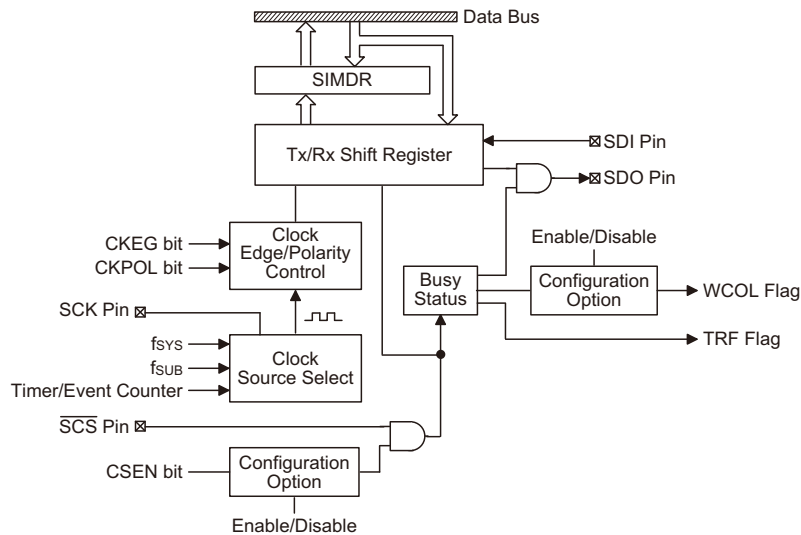 Data Bus
SIMDR
Tx/Rx Shift Register
SDI Pin
SDO Pin
CKEG bit
CKPOL bit
Clock
Edge/Polarity
Control
Enable/Disable
Busy
Status
Configuration
Option
WCOL Flag
TRF Flag
SCK Pin
fSYS
fSUB
Timer/Event Counter
Clock
Source Select
SCS Pin
CSEN bit
Configuration
Option
Enable/Disable